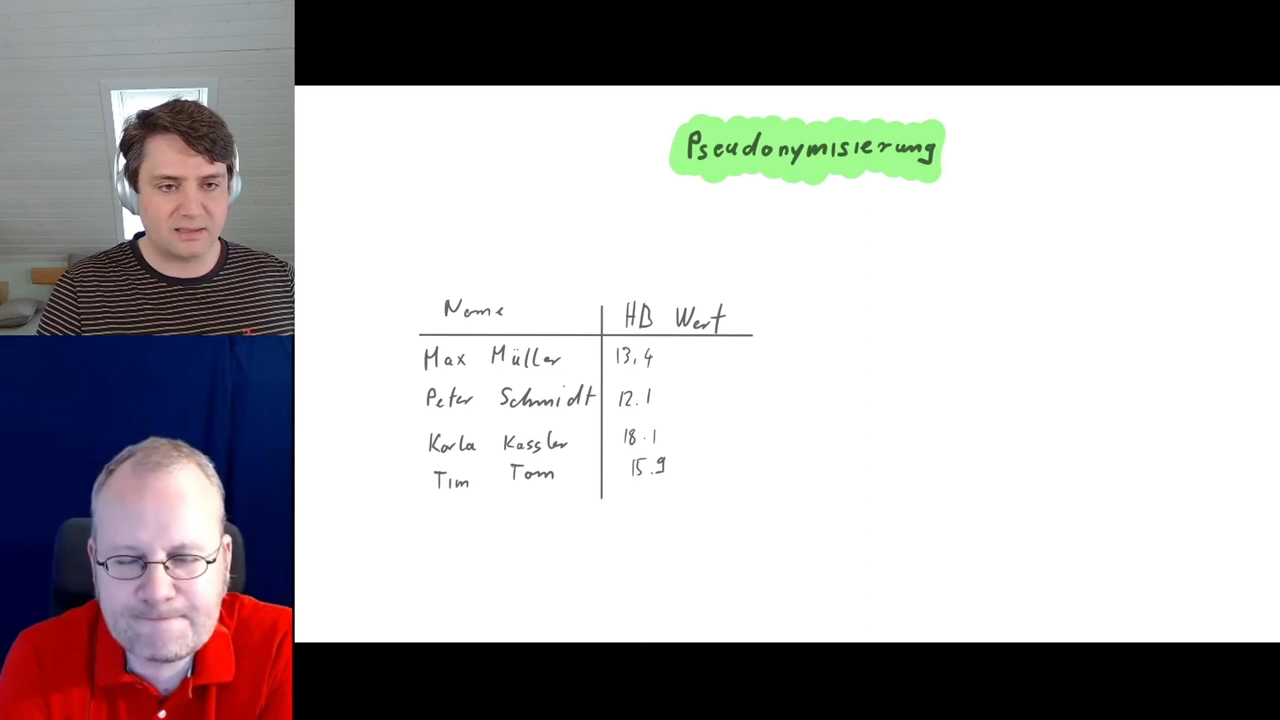 Pseudonymisierung
Name HB Wert
Max Müller 13,4
Peter Schmidt 12.1
Karla Kassler 18.1
Tim Tom 15.9